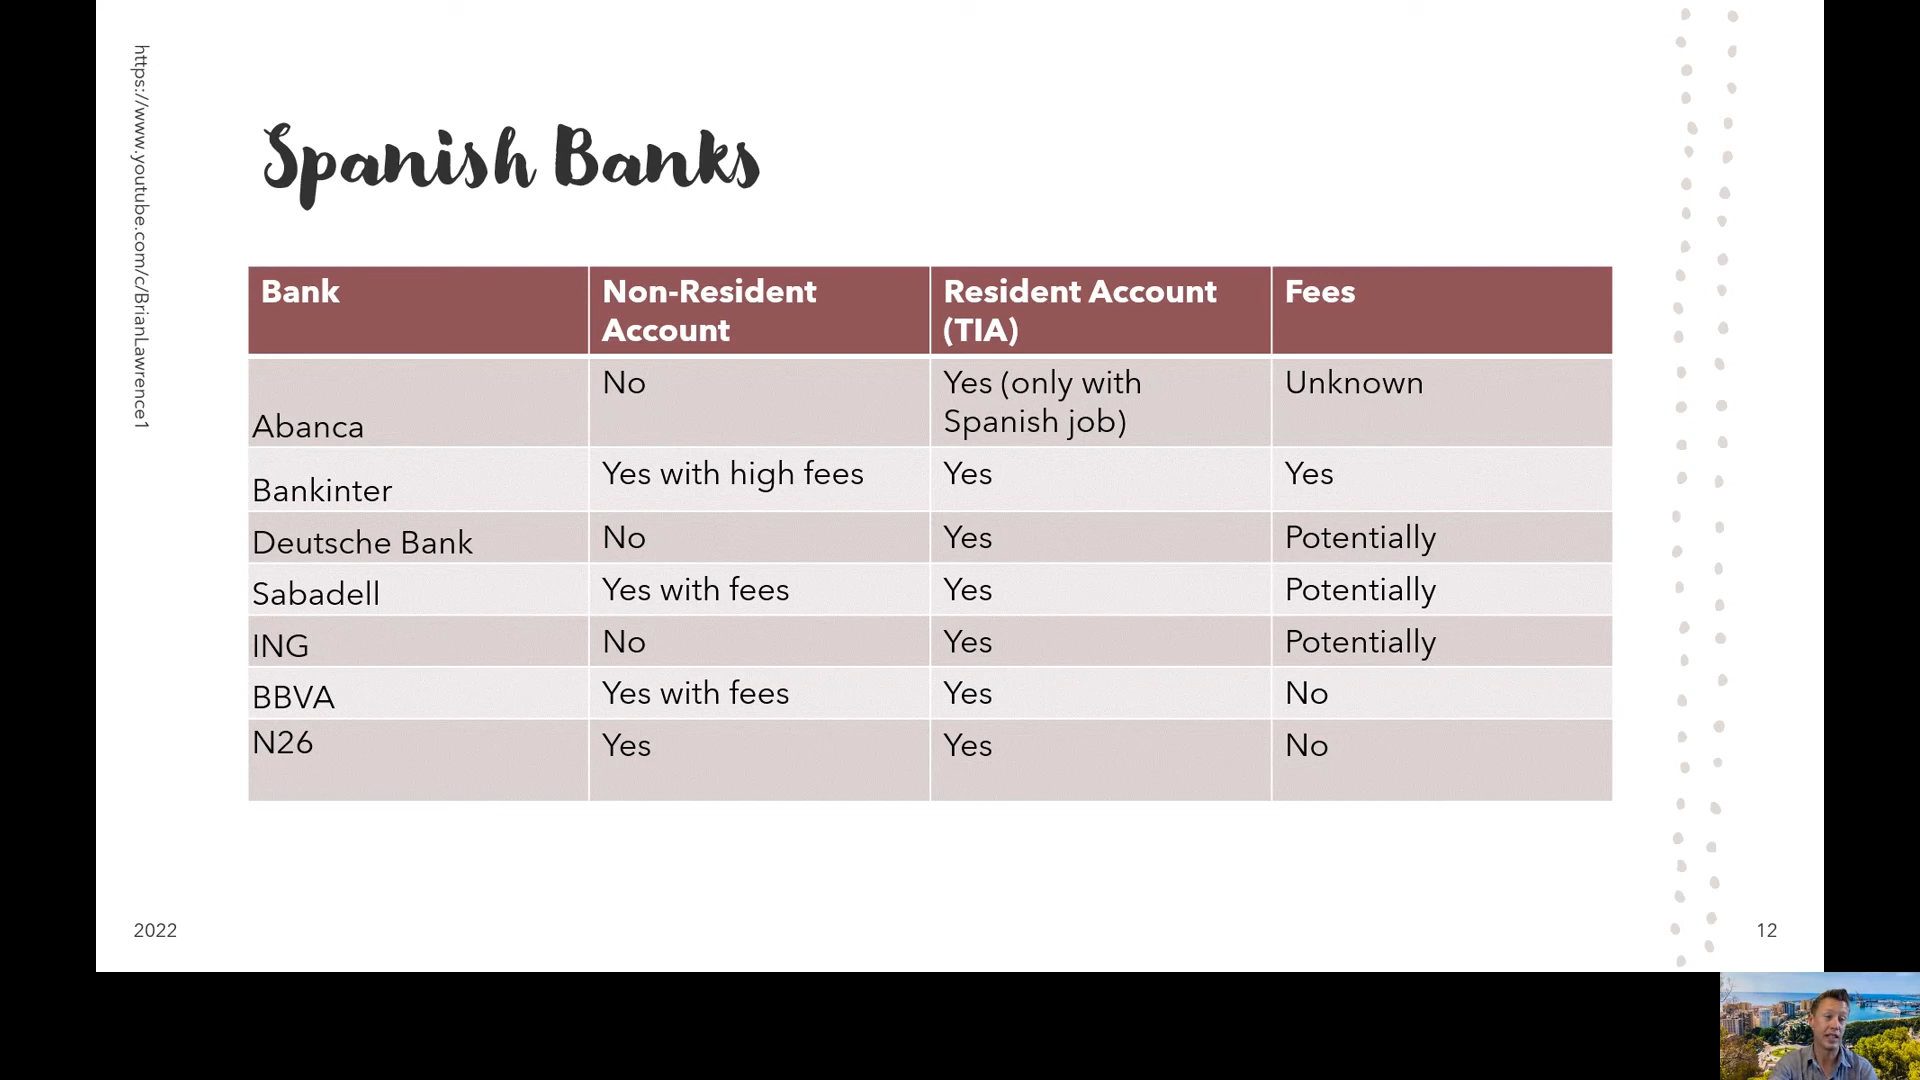 https://www.youtube.com/c/BrianLawrence1
Spanish Banks
Bank
Non-Resident Account
Resident Account (TIA)
Fees
Abanca
No
Yes (only with Spanish job)
Unknown
Bankinter
Yes with high fees
Yes
Yes
Deutsche Bank
No
Yes
Potentially
Sabadell
Yes with fees
Yes
Potentially
ING
No
Yes
Potentially
BBVA
Yes with fees
Yes
No
N26
Yes
Yes
No
2022
12